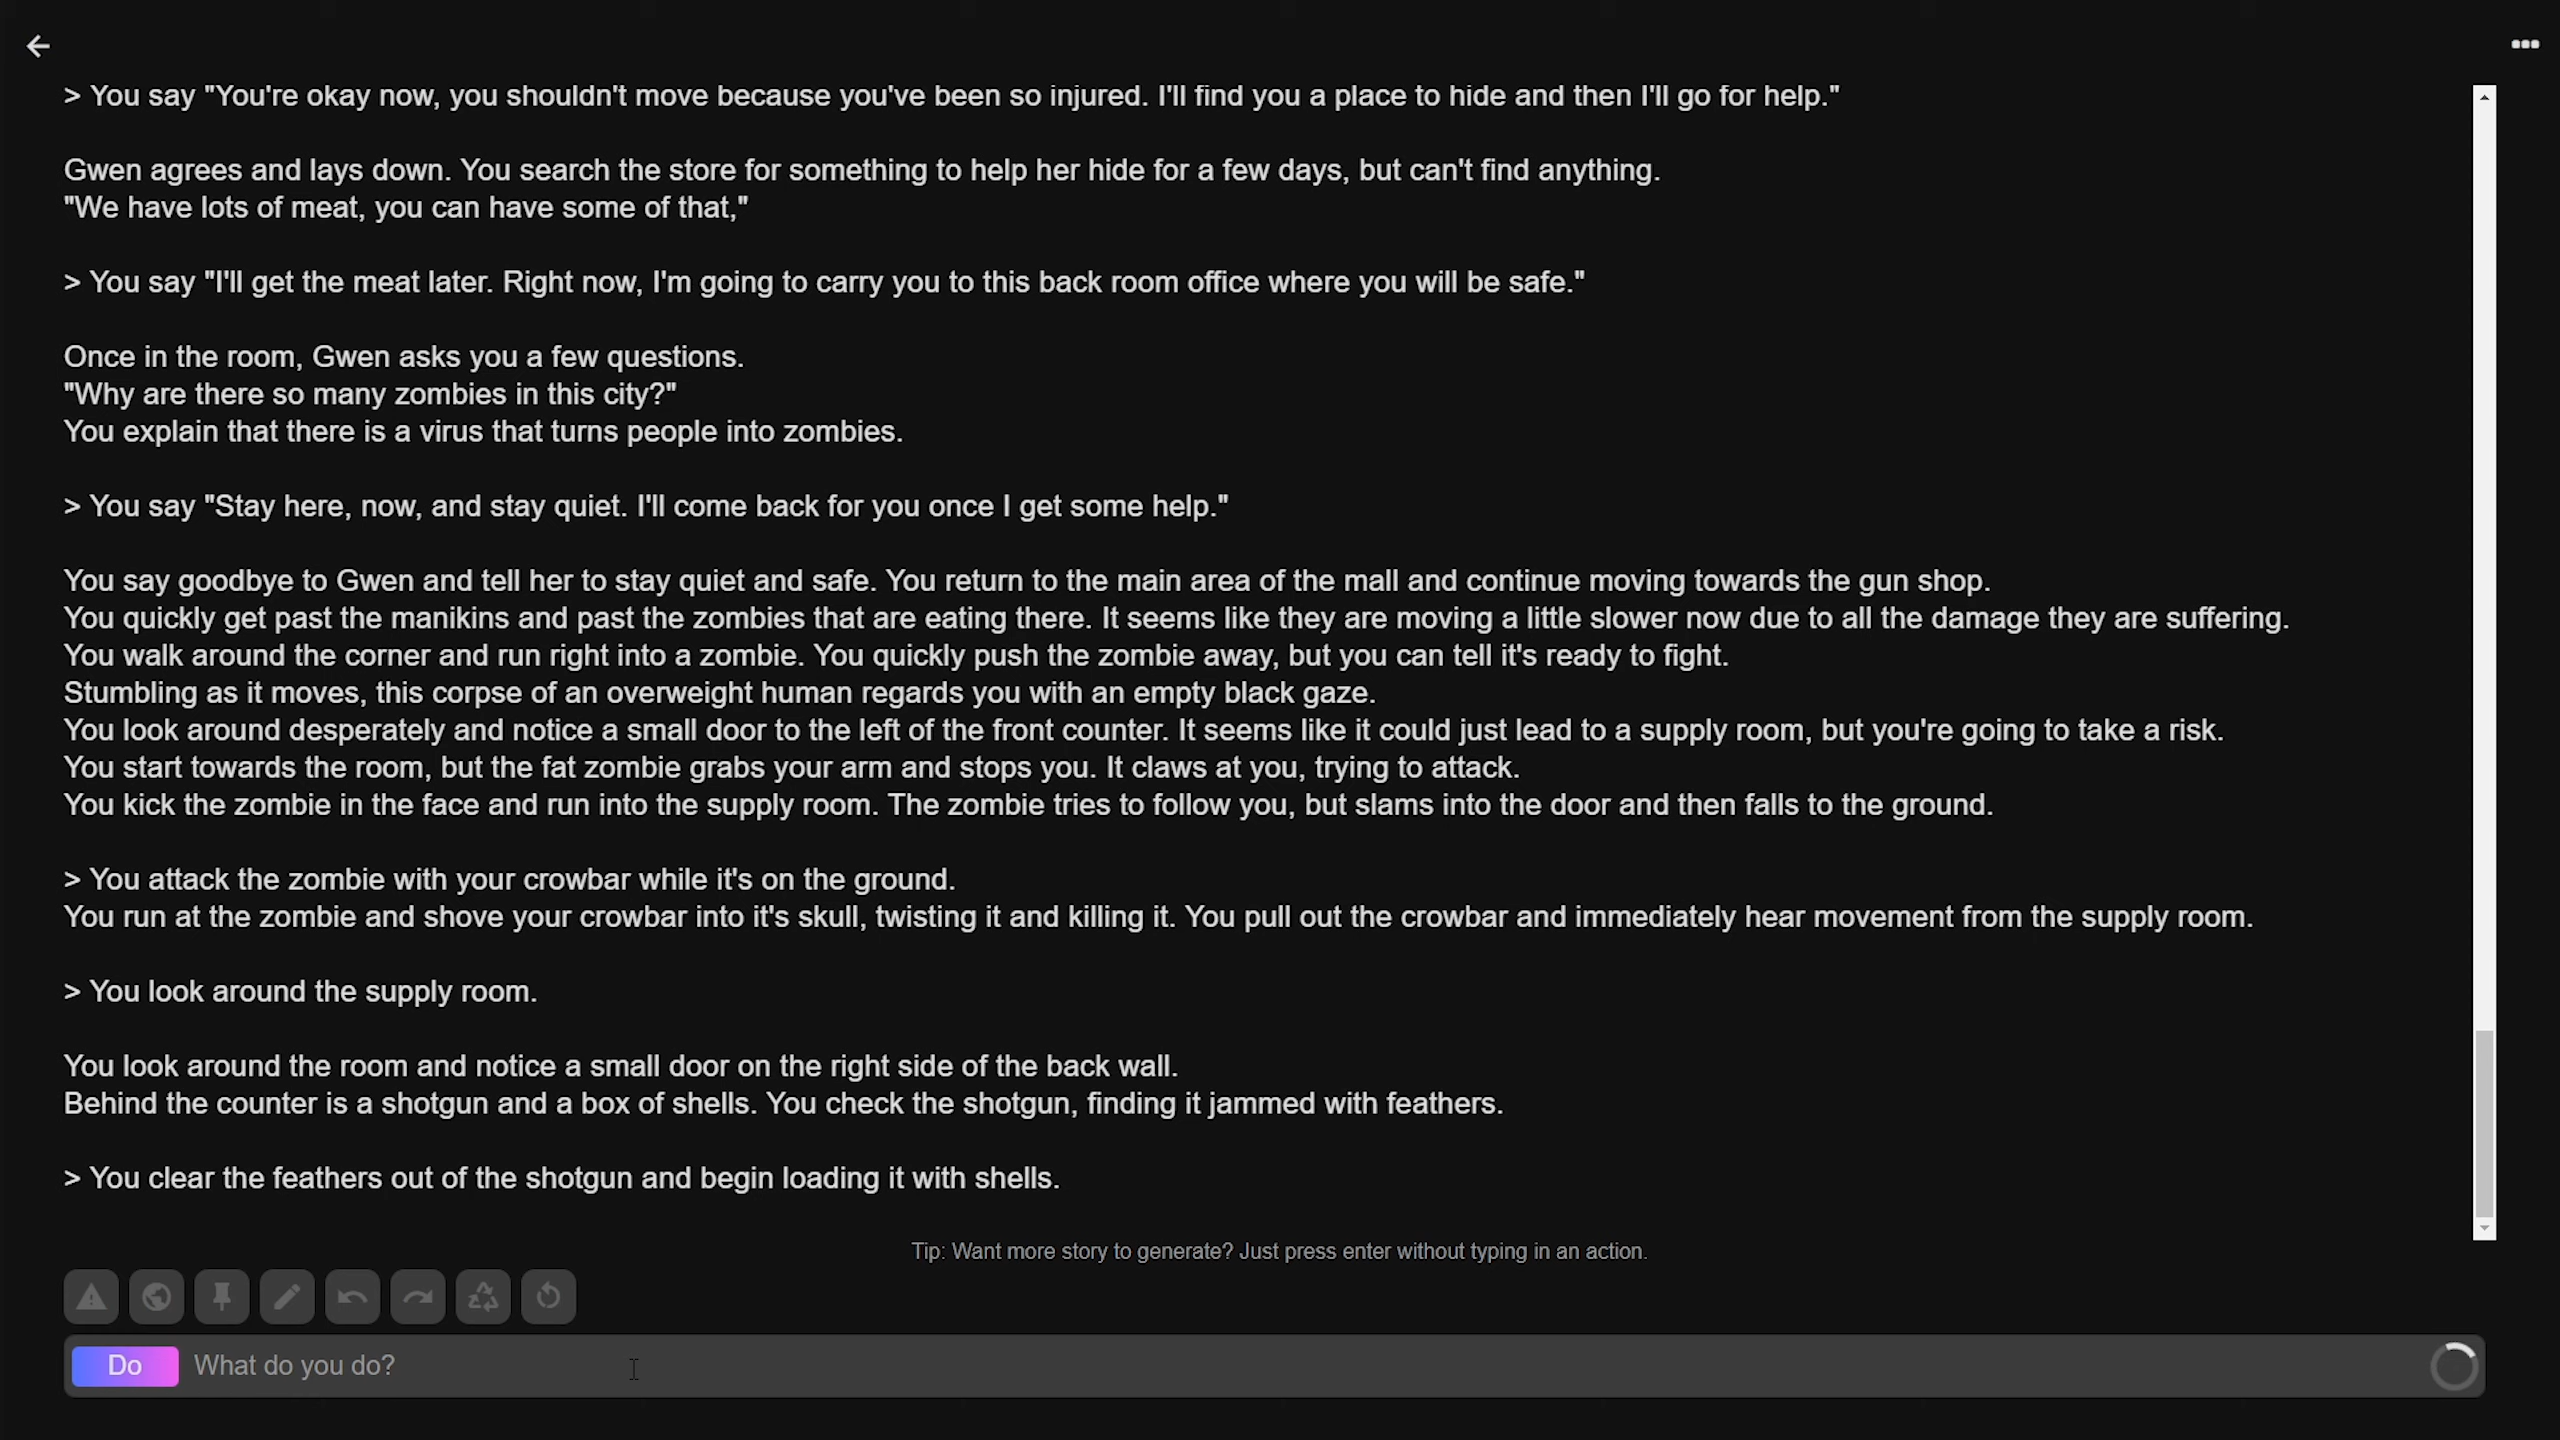 > You say "You're okay now, you shouldn't move because you've been so injured. I'll find you a place to hide and then I'll go for help."
Gwen agrees and lays down. You search the store for something to help her hide for a few days, but can't find anything.
"We have lots of meat, you can have some of that,"
> You say "I'll get the meat later. Right now, I'm going to carry you to this back room office where you will be safe."
Once in the room, Gwen asks you a few questions.
"Why are there so many zombies in this city?"
You explain that there is a virus that turns people into zombies.
> You say "Stay here, now, and stay quiet. I'll come back for you once I get some help."
You say goodbye to Gwen and tell her to stay quiet and safe. You return to the main area of the mall and continue moving towards the gun shop.
You quickly get past the manikins and past the zombies that are eating there. It seems like they are moving a little slower now due to all the damage they are suffering.
You walk around the corner and run right into a zombie. You quickly push the zombie away, but you can tell it's ready to fight.
Stumbling as it moves, this corpse of an overweight human regards you with an empty black gaze.
You look around desperately and notice a small door to the left of the front counter. It seems like it could just lead to a supply room, but you're going to take a risk.
You start towards the room, but the fat zombie grabs your arm and stops you. It claws at you, trying to attack.
You kick the zombie in the face and run into the supply room. The zombie tries to follow you, but slams into the door and then falls to the ground.
> You attack the zombie with your crowbar while it's on the ground.
You run at the zombie and shove your crowbar into it's skull, twisting it and killing it. You pull out the crowbar and immediately hear movement from the supply room.
> You look around the supply room.
You look around the room and notice a small door on the right side of the back wall.
Behind the counter is a shotgun and a box of shells. You check the shotgun, finding it jammed with feathers.
> You clear the feathers out of the shotgun and begin loading it with shells.
Tip: Want more story to generate? Just press enter without typing in an action.
Do What do you do?